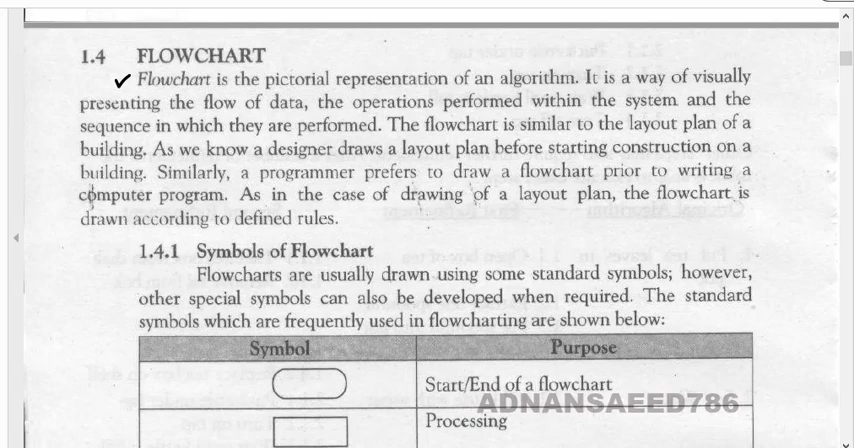 1.4 FLOWCHART
✓ Flowchart is the pictorial representation of an algorithm. It is a way of visually
presenting the flow of data, the operations performed within the system and the
sequence in which they are performed. The flowchart is similar to the layout plan of a
building. As we know a designer draws a layout plan before starting construction on a
building. Similarly, a programmer prefers to draw a flowchart prior to writing a
computer program. As in the case of drawing of a layout plan, the flowchart is
drawn according to defined rules.
1.4.1 Symbols of Flowchart
Flowcharts are usually drawn using some standard symbols; however,
other special symbols can also be developed when required. The standard
symbols which are frequently used in flowcharting are shown below:
Symbol Purpose
Start/End of a flowchart
ADNANSAEED786
Processing